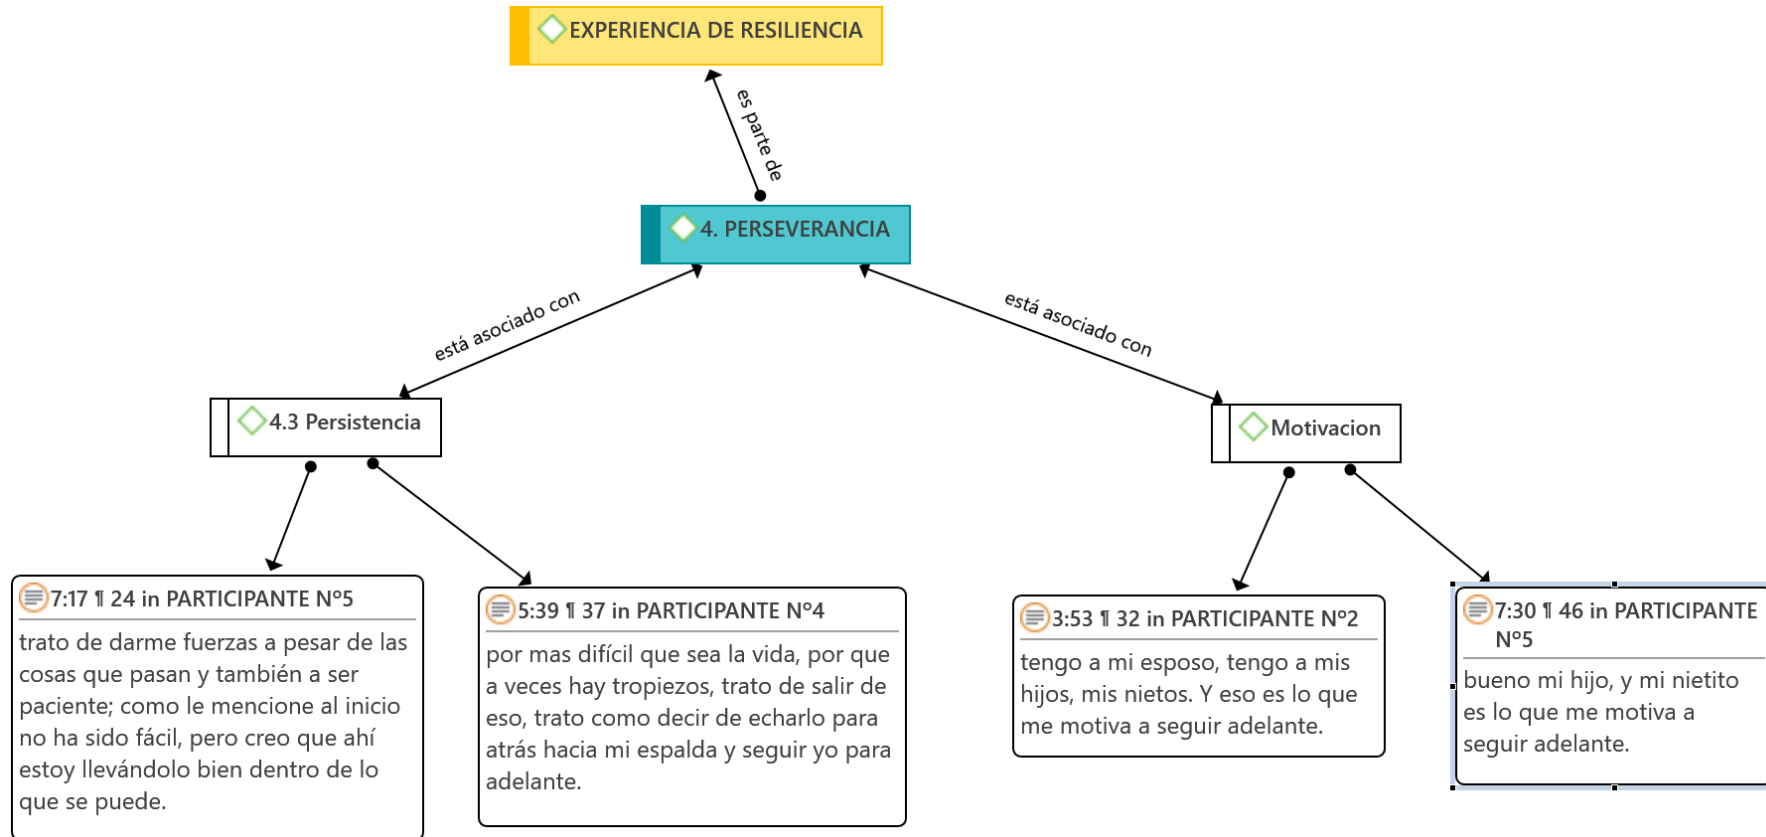 EXPERIENCIA DE RESILIENCIA
es parte de
4. PERSEVERANCIA
está asociado con
está asociado con
4.3 Persistencia
Motivacion
7:17 ¶ 24 in PARTICIPANTE Nº5
trato de darme fuerzas a pesar de las
cosas que pasan y también a ser
paciente; como le mencione al inicio
no ha sido fácil, pero creo que ahí
estoy llevándolo bien dentro de lo
que se puede.
5:39 ¶ 37 in PARTICIPANTE Nº4
por mas difícil que sea la vida, por que
a veces hay tropiezos, trato de salir de
eso, trato como decir de echarlo para
atrás hacia mi espalda y seguir yo para
adelante.
3:53 ¶ 32 in PARTICIPANTE Nº2
tengo a mi esposo, tengo a mis
hijos, mis nietos. Y eso es lo que
me motiva a seguir adelante.
7:30 ¶ 46 in PARTICIPANTE
Nº5
bueno mi hijo, y mi nietito
es lo que me motiva a
seguir adelante.